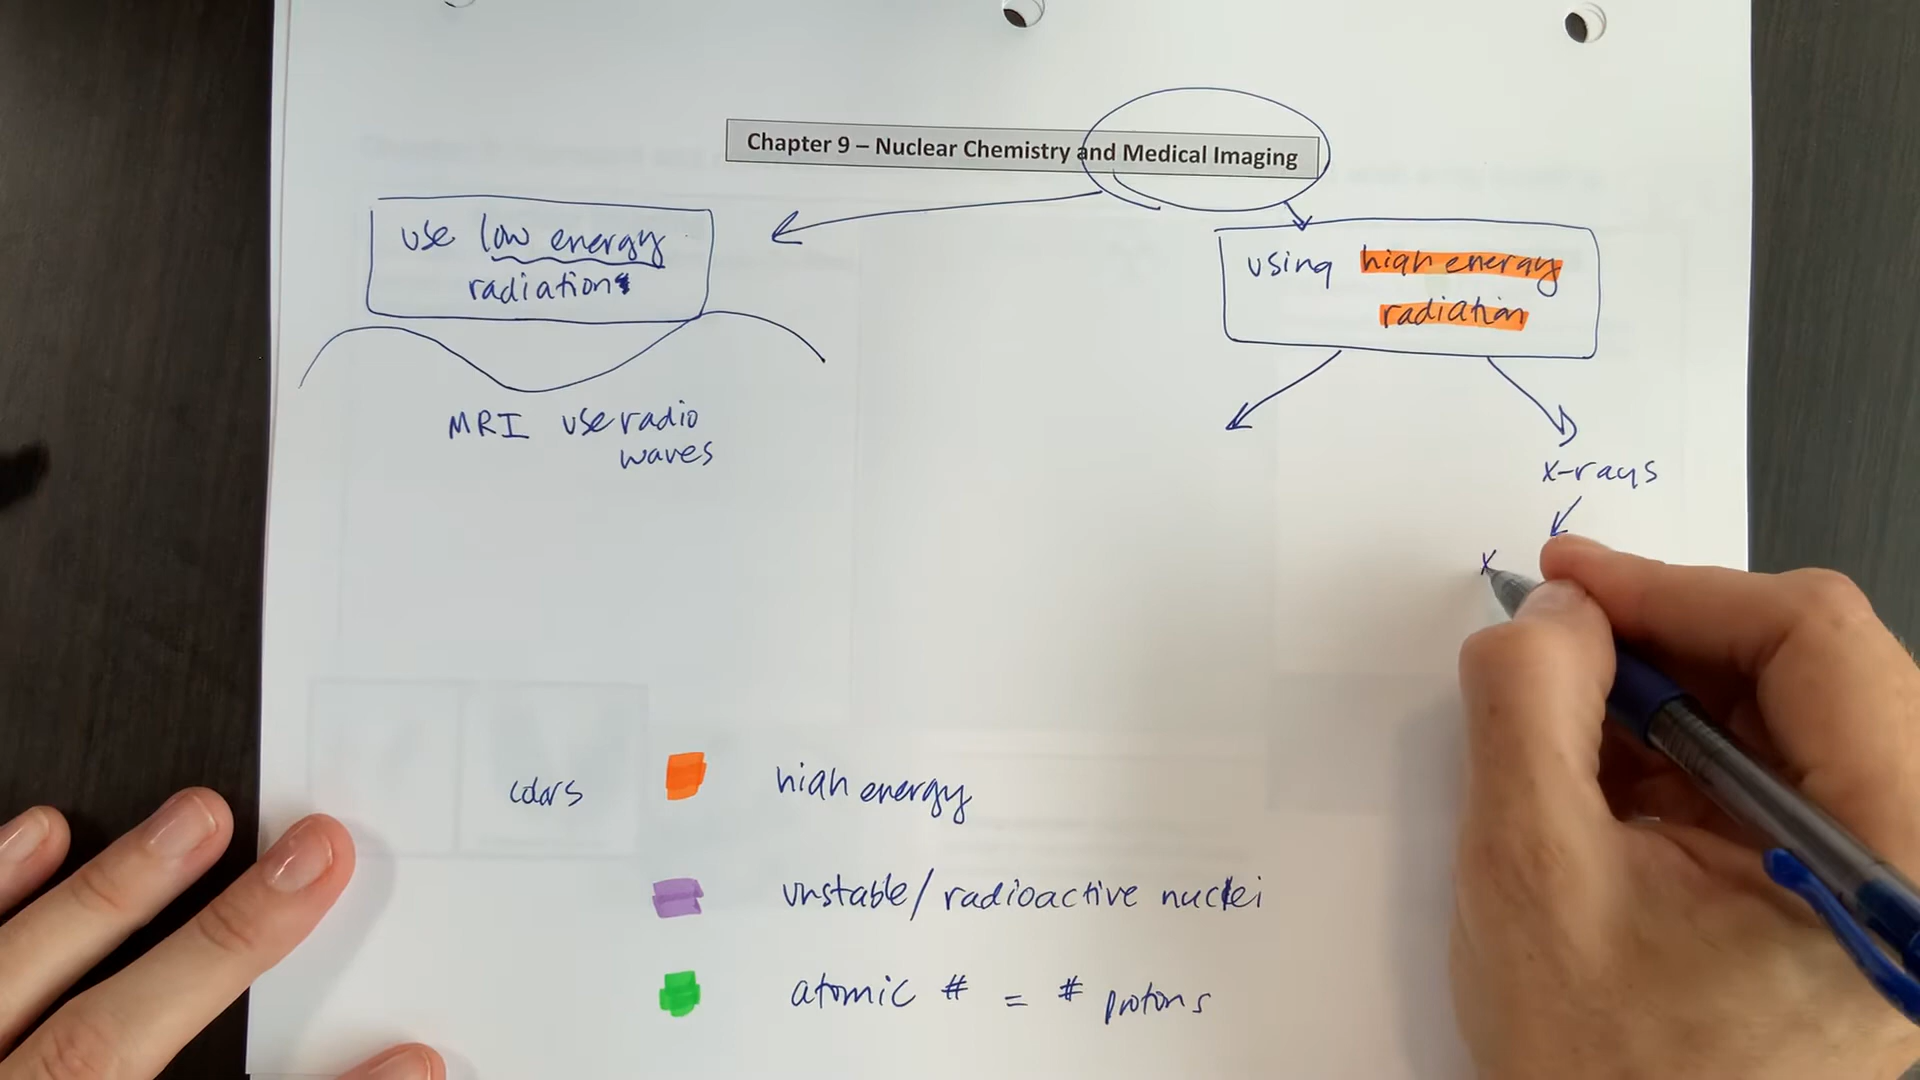 Chapter 9 – Nuclear Chemistry and Medical Imaging
use low energy
radiation
using high energy
radiation
MRI use radio
waves
x-rays
x
colors
high energy
unstable/radioactive nuclei
atomic # = # protons